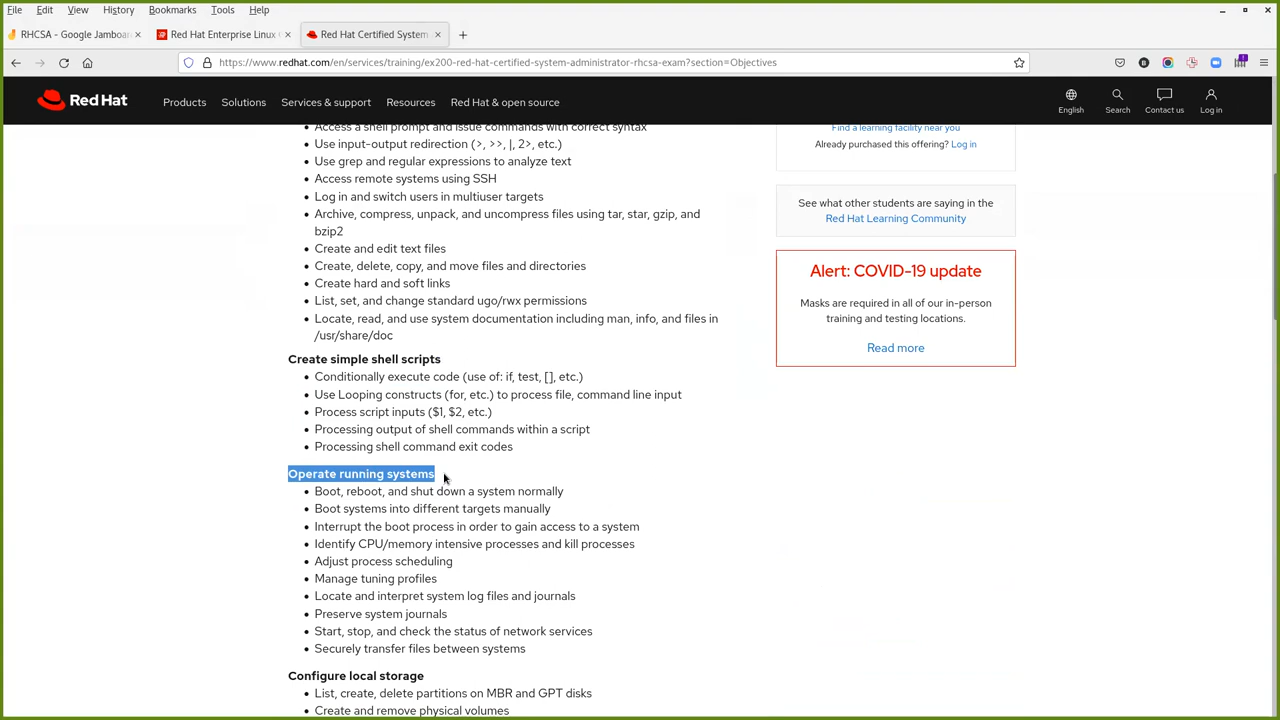 File Edit View History Bookmarks Tools Help
RHCSA - Google Jamboar
Red Hat Enterprise Linux
Red Hat Certified System
https://www.redhat.com/en/services/training/ex200-red-hat-certified-system-administrator-rhcsa-exam?section=Objectives
Red Hat
Products Solutions Services & support Resources Red Hat & open source
English Search Contact us Log in
• Access a shell prompt and issue commands with correct syntax
• Use input-output redirection (>, >>, |, 2>, etc.)
• Use grep and regular expressions to analyze text
• Access remote systems using SSH
• Log in and switch users in multiuser targets
• Archive, compress, unpack, and uncompress files using tar, star, gzip, and
bzip2
• Create and edit text files
• Create, delete, copy, and move files and directories
• Create hard and soft links
• List, set, and change standard ugo/rwx permissions
• Locate, read, and use system documentation including man, info, and files in
/usr/share/doc
Create simple shell scripts
• Conditionally execute code (use of: if, test, [], etc.)
• Use Looping constructs (for, etc.) to process file, command line input
• Process script inputs ($1, $2, etc.)
• Processing output of shell commands within a script
• Processing shell command exit codes
Operate running systems
• Boot, reboot, and shut down a system normally
• Boot systems into different targets manually
• Interrupt the boot process in order to gain access to a system
• Identify CPU/memory intensive processes and kill processes
• Adjust process scheduling
• Manage tuning profiles
• Locate and interpret system log files and journals
• Preserve system journals
• Start, stop, and check the status of network services
• Securely transfer files between systems
Configure local storage
• List, create, delete partitions on MBR and GPT disks
• Create and remove physical volumes
Find a learning facility near you
Already purchased this offering? Log in
See what other students are saying in the
Red Hat Learning Community
Alert: COVID-19 update
Masks are required in all of our in-person
training and testing locations.
Read more